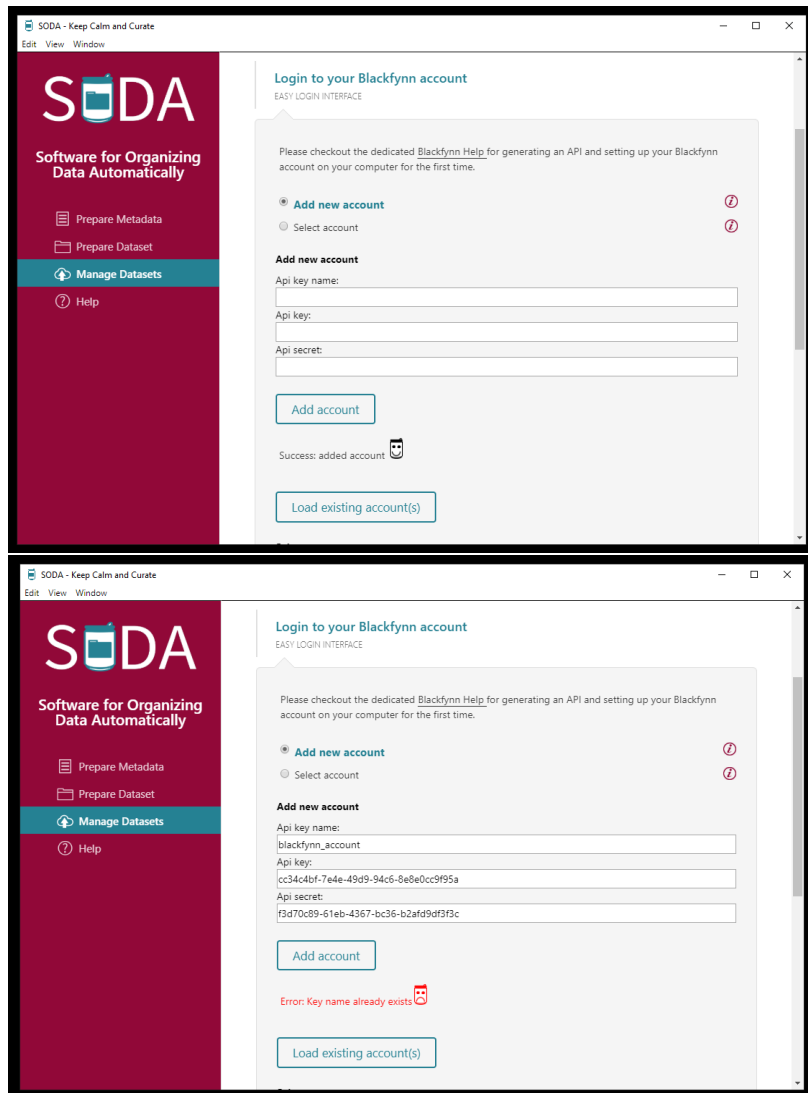 SODA - Keep Calm and Curate
Edit View Window
SODA
Software for Organizing
Data Automatically
Prepare Metadata
Prepare Dataset
Manage Datasets
Help
Login to your Blackfynn account
EASY LOGIN INTERFACE
Please checkout the dedicated Blackfynn Help for generating an API and setting up your Blackfynn
account on your computer for the first time.
Add new account
Select account
Add new account
Api key name:
Api key:
Api secret:
Add account
Success: added account
Load existing account(s)
SODA - Keep Calm and Curate
Edit View Window
SODA
Software for Organizing
Data Automatically
Prepare Metadata
Prepare Dataset
Manage Datasets
Help
Login to your Blackfynn account
EASY LOGIN INTERFACE
Please checkout the dedicated Blackfynn Help for generating an API and setting up your Blackfynn
account on your computer for the first time.
Add new account
Select account
Add new account
Api key name:
blackfynn_account
Api key:
cc34c4bf-7e4e-49d9-94c6-8e8e0cc9f95a
Api secret:
f3d70c89-61eb-4367-bc36-b2afd9df3f3c
Add account
Error: Key name already exists
Load existing account(s)